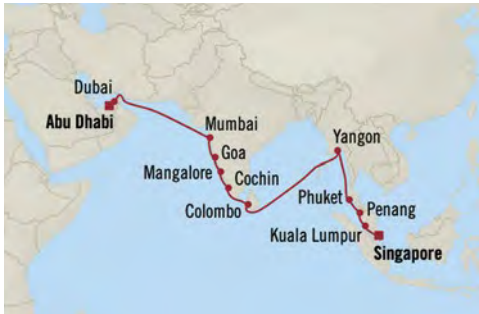 Dubai
Abu Dhabi
Mumbai
Goa
Mangalore
Cochin
Colombo
Yangon
Phuket
Penang
Kuala Lumpur
Singapore